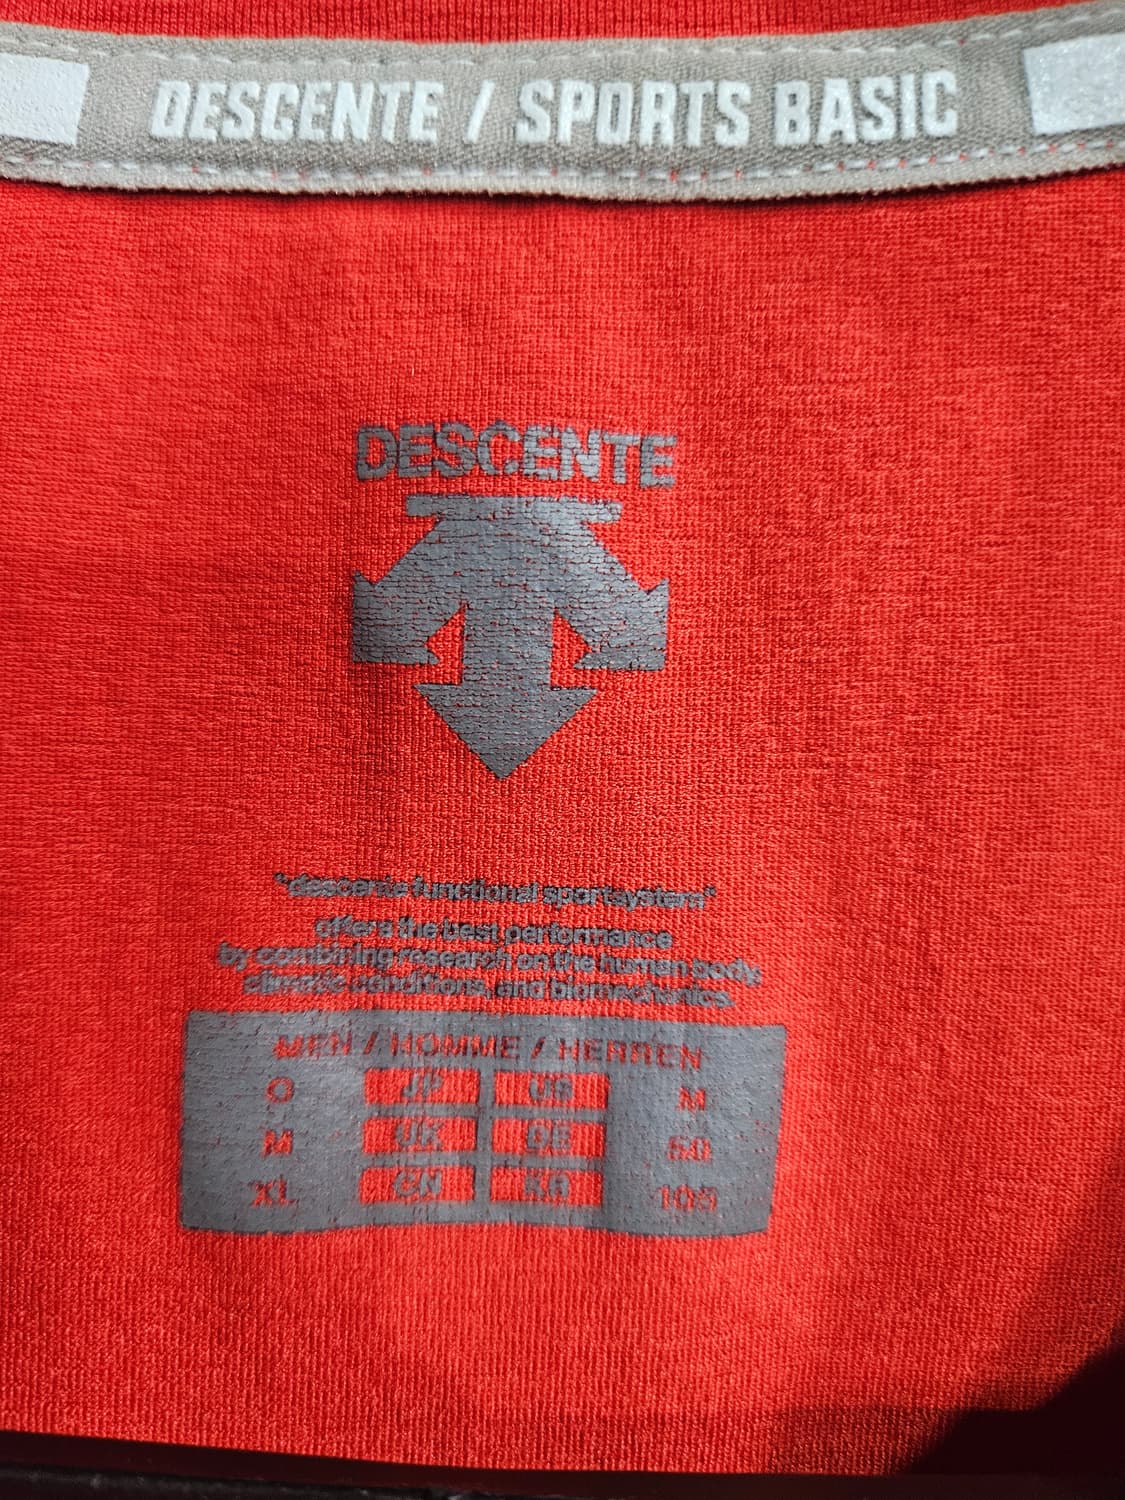 DESCENTE / SPORTS BASIC
DESCENTE
"descente functional sportsystem"
offers the best performance
by combining research on the human body,
climatic conditions, and biomechanics.
MEN / HOMME / HERREN
O JP US M
M UK DE 50
XL CN KR 105